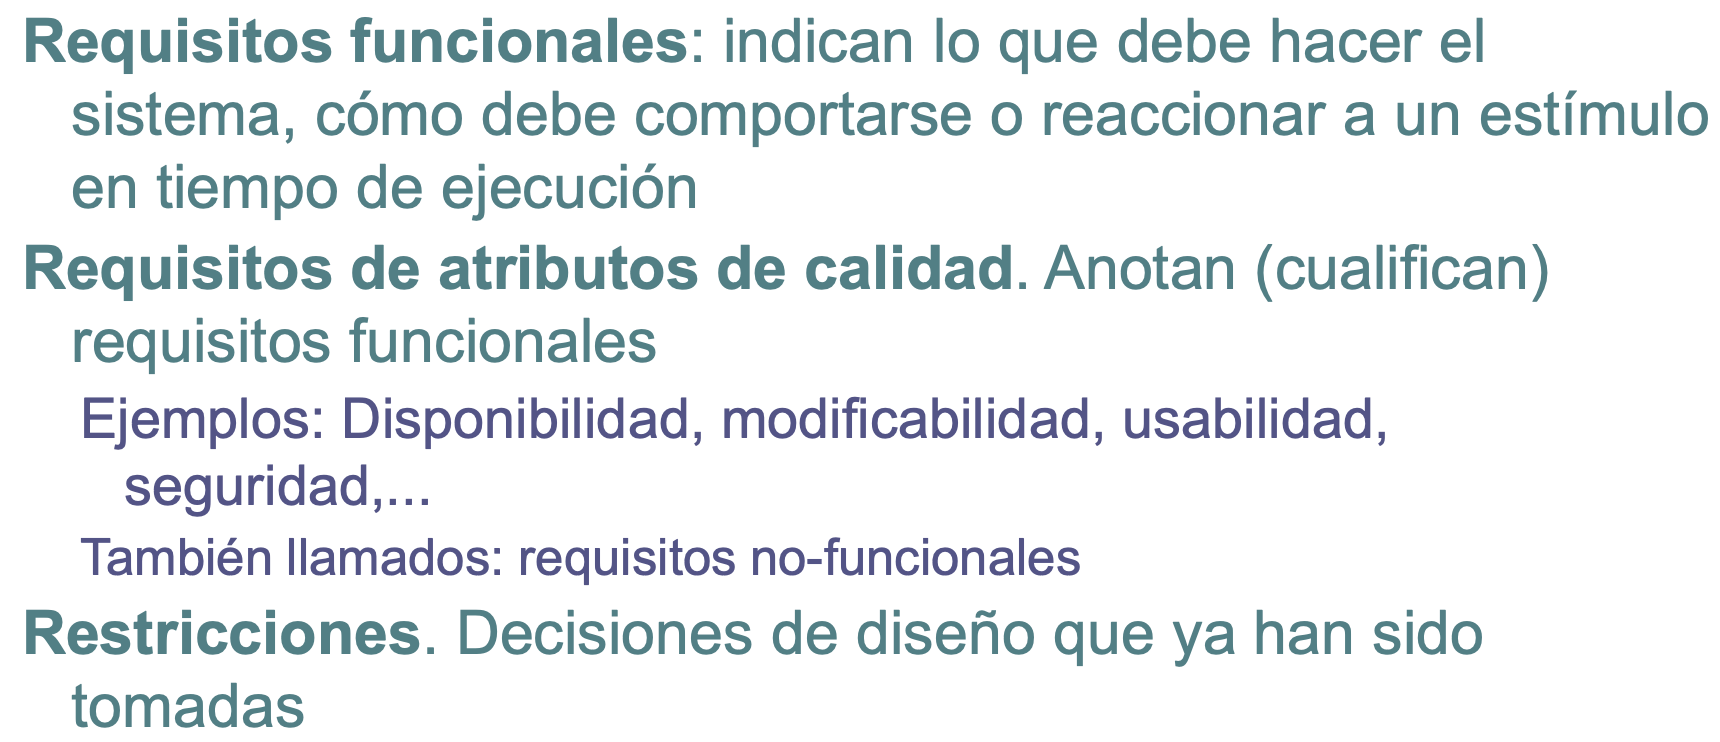 Requisitos funcionales: indican lo que debe hacer el
sistema, cómo debe comportarse o reaccionar a un estímulo
en tiempo de ejecución
Requisitos de atributos de calidad. Anotan (cualifican)
requisitos funcionales
Ejemplos: Disponibilidad, modificabilidad, usabilidad,
seguridad,...
También llamados: requisitos no-funcionales
Restricciones. Decisiones de diseño que ya han sido
tomadas